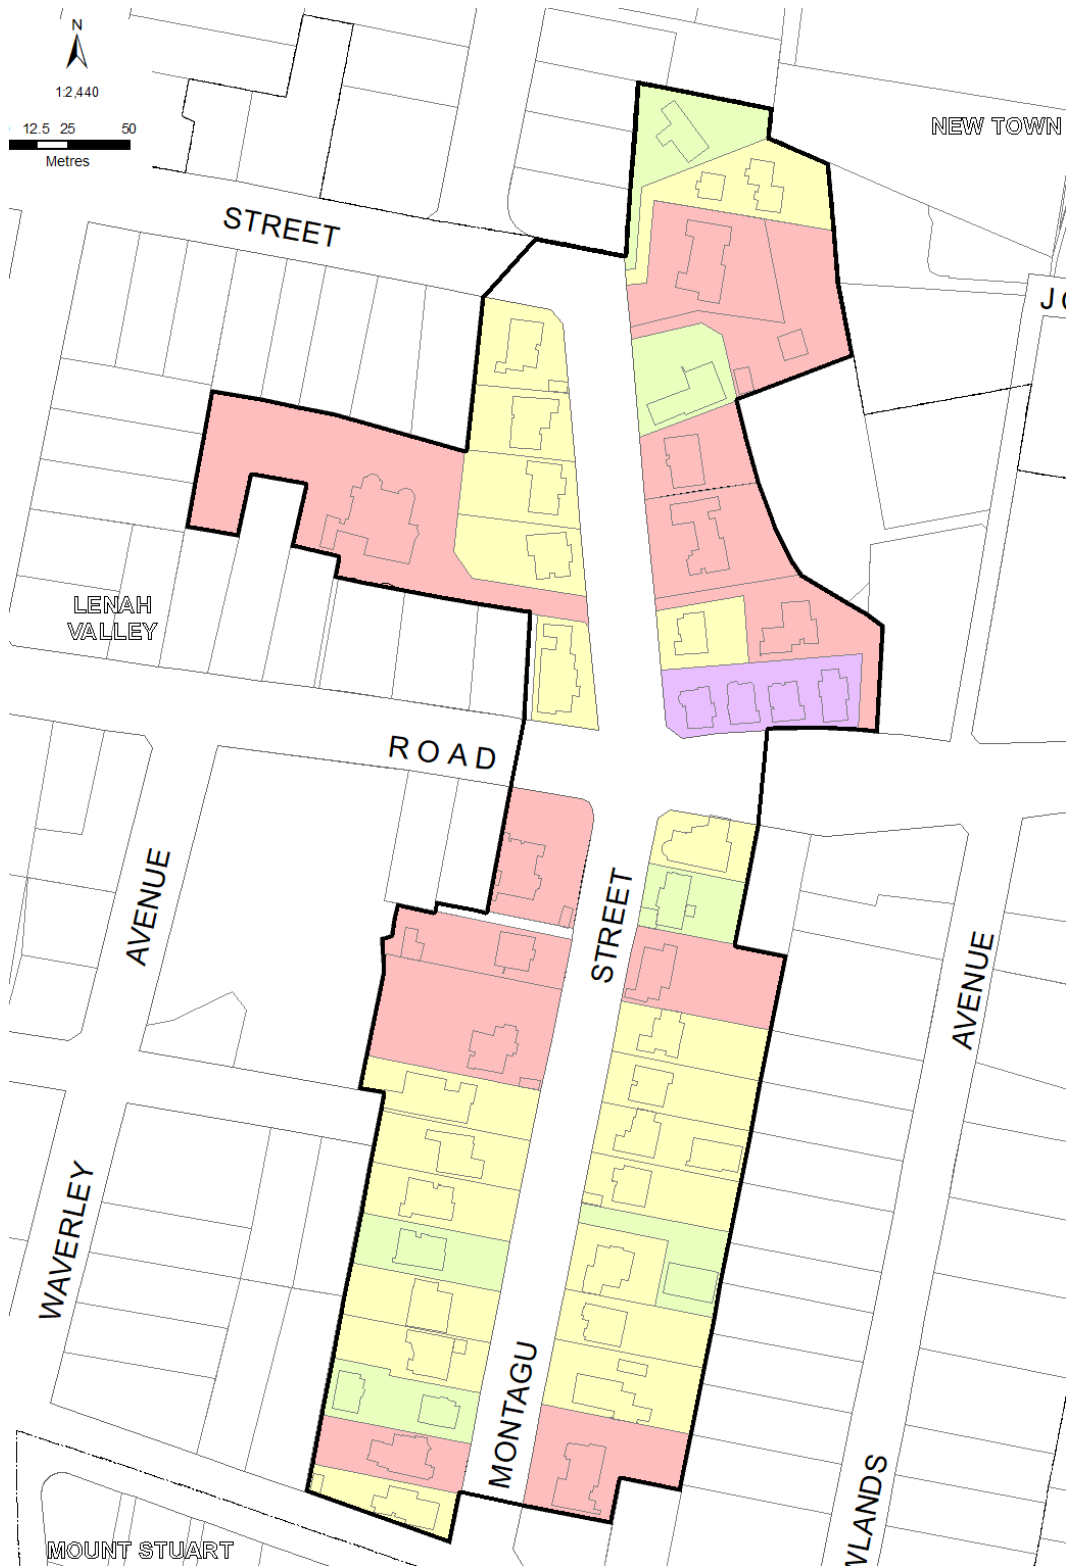 N
1:2,440
12.5 25 50
Metres
NEW TOWN
STREET
LENAH
VALLEY
ROAD
AVENUE
STREET
AVENUE
WAVERLEY
MONTAGU
MOUNT STUART